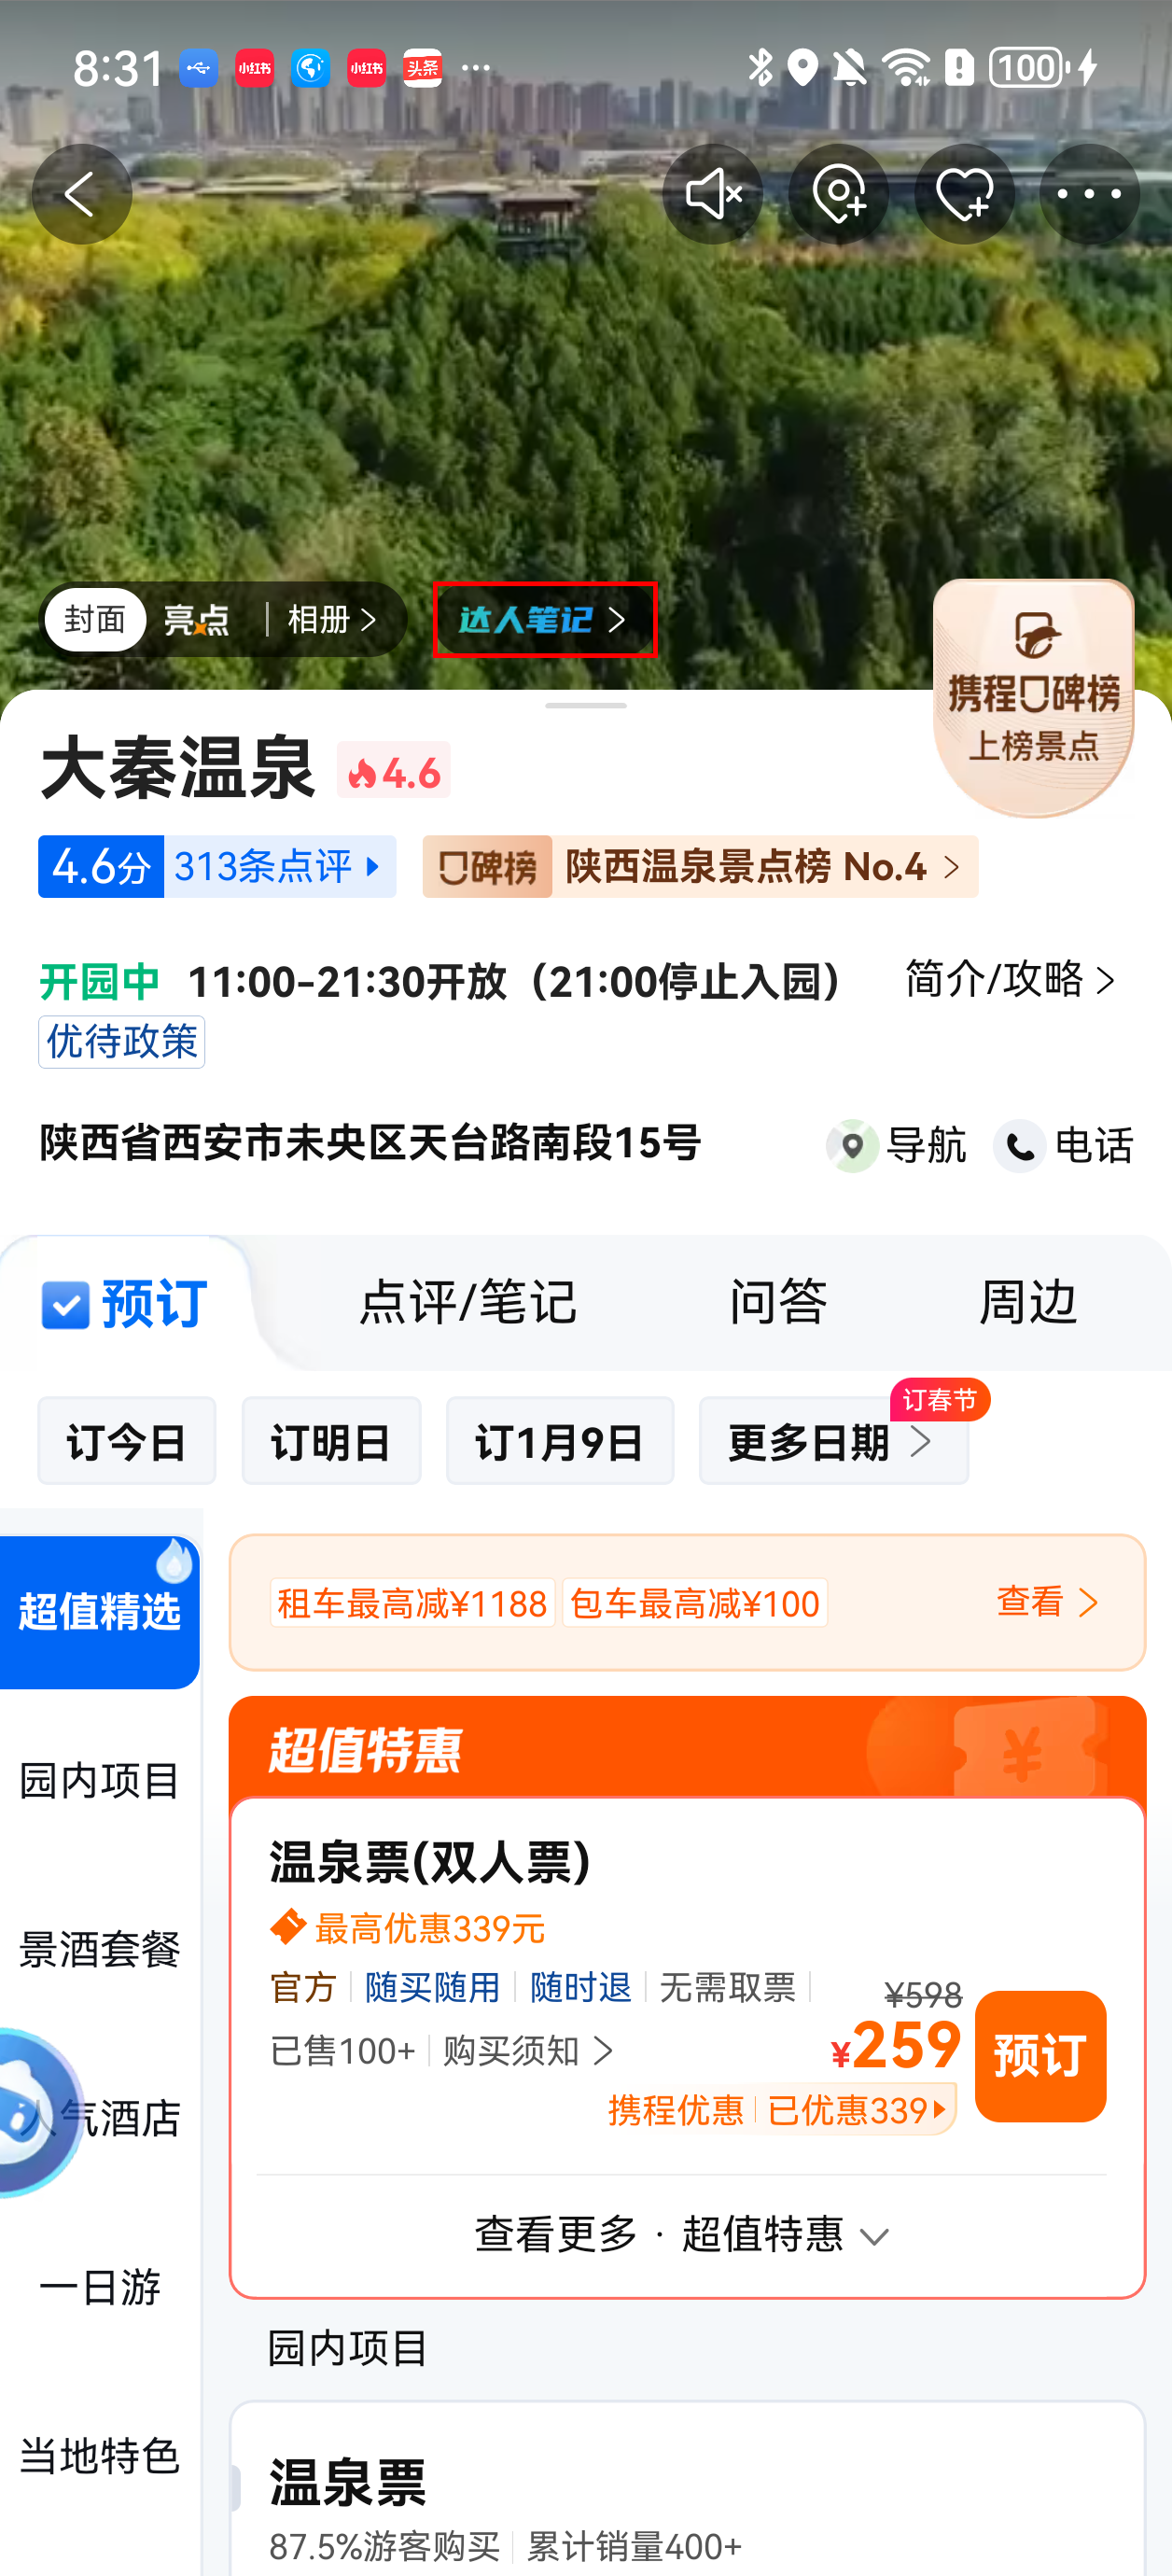 8:31 小红书 小红书 头条 ··· 100
封面 亮点 相册 达人笔记
携程口碑榜
上榜景点
大秦温泉 4.6
4.6分 313条点评 口碑榜 陕西温泉景点榜 No.4
开园中 11:00-21:30开放（21:00停止入园） 简介/攻略
优待政策
陕西省西安市未央区天台路南段15号 导航 电话
预订 点评/笔记 问答 周边
订春节
订今日 订明日 订1月9日 更多日期
超值精选
园内项目
景酒套餐
人气酒店
一日游
当地特色
租车最高减¥1188 包车最高减¥100 查看
超值特惠 ¥
温泉票(双人票)
最高优惠339元
官方 随买随用 随时退 无需取票 ¥598
已售100+ 购买须知 ¥259 预订
携程优惠 已优惠339
查看更多 · 超值特惠
园内项目
温泉票
87.5%游客购买 累计销量400+